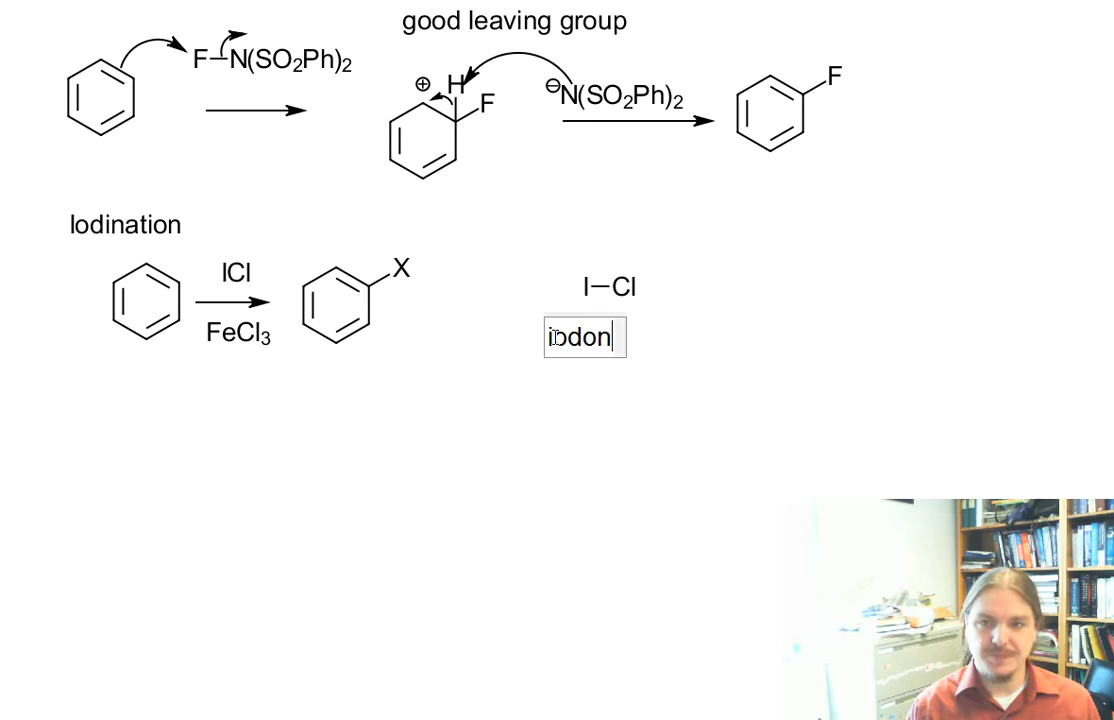 good leaving group
F–N(SO₂Ph)₂
⊕ H
F
⊖N(SO₂Ph)₂
F
Iodination
ICl
FeCl₃
X
I–Cl
iodon